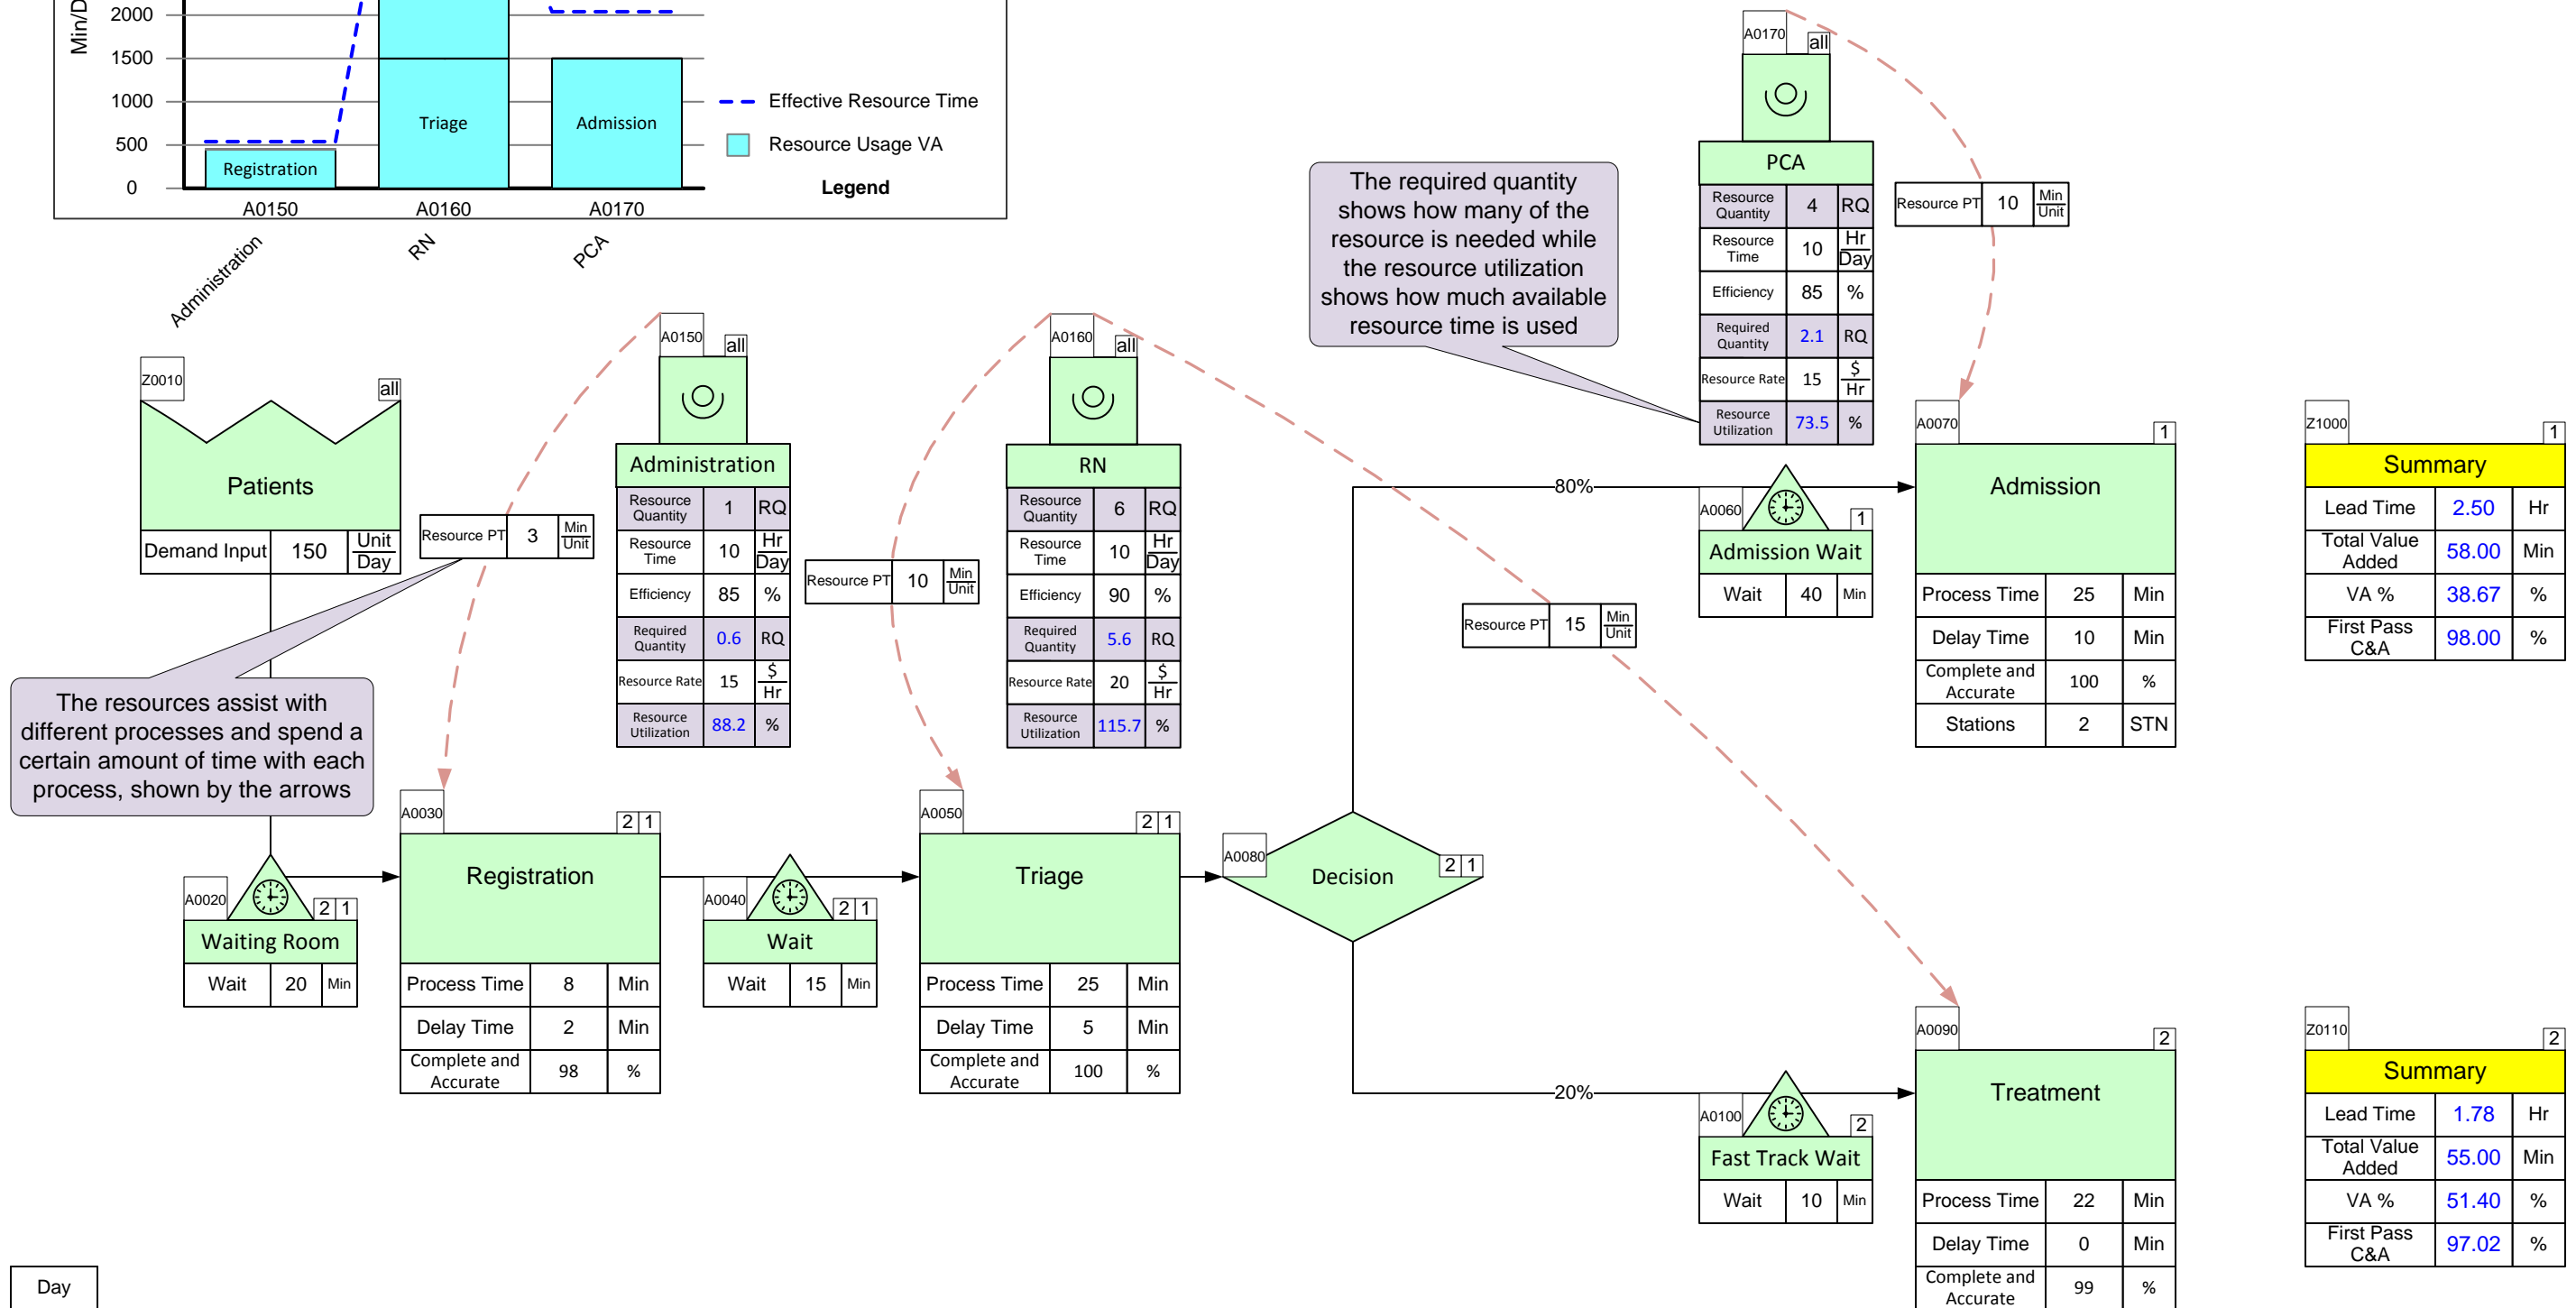 Min/D
2000
1500
1000
500
0
Triage
Admission
Registration
Effective Resource Time
Resource Usage VA
Legend
A0150
A0160
A0170
Administration
RN
PCA
A0170
all
PCA
Resource Quantity 4 RQ
Resource Time 10 Hr Day
Efficiency 85 %
Required Quantity 2.1 RQ
Resource Rate 15 $ Hr
Resource Utilization 73.5 %
Resource PT 10 Min Unit
The required quantity
shows how many of the
resource is needed while
the resource utilization
shows how much available
resource time is used
Z0010
all
Patients
Demand Input 150 Unit Day
Resource PT 3 Min Unit
A0150
all
Administration
Resource Quantity 1 RQ
Resource Time 10 Hr Day
Efficiency 85 %
Required Quantity 0.6 RQ
Resource Rate 15 $ Hr
Resource Utilization 88.2 %
Resource PT 10 Min Unit
A0160
all
RN
Resource Quantity 6 RQ
Resource Time 10 Hr Day
Efficiency 90 %
Required Quantity 5.6 RQ
Resource Rate 20 $ Hr
Resource Utilization 115.7 %
Resource PT 15 Min Unit
80%
A0060
1
Admission Wait
Wait 40 Min
A0070
1
Admission
Process Time 25 Min
Delay Time 10 Min
Complete and Accurate 100 %
Stations 2 STN
Z1000
1
Summary
Lead Time 2.50 Hr
Total Value Added 58.00 Min
VA % 38.67 %
First Pass C&A 98.00 %
The resources assist with
different processes and spend a
certain amount of time with each
process, shown by the arrows
A0020
2 1
Waiting Room
Wait 20 Min
A0030
2 1
Registration
Process Time 8 Min
Delay Time 2 Min
Complete and Accurate 98 %
A0040
2 1
Wait
Wait 15 Min
A0050
2 1
Triage
Process Time 25 Min
Delay Time 5 Min
Complete and Accurate 100 %
A0080
2 1
Decision
20%
A0100
2
Fast Track Wait
Wait 10 Min
A0090
2
Treatment
Process Time 22 Min
Delay Time 0 Min
Complete and Accurate 99 %
Z0110
2
Summary
Lead Time 1.78 Hr
Total Value Added 55.00 Min
VA % 51.40 %
First Pass C&A 97.02 %
Day